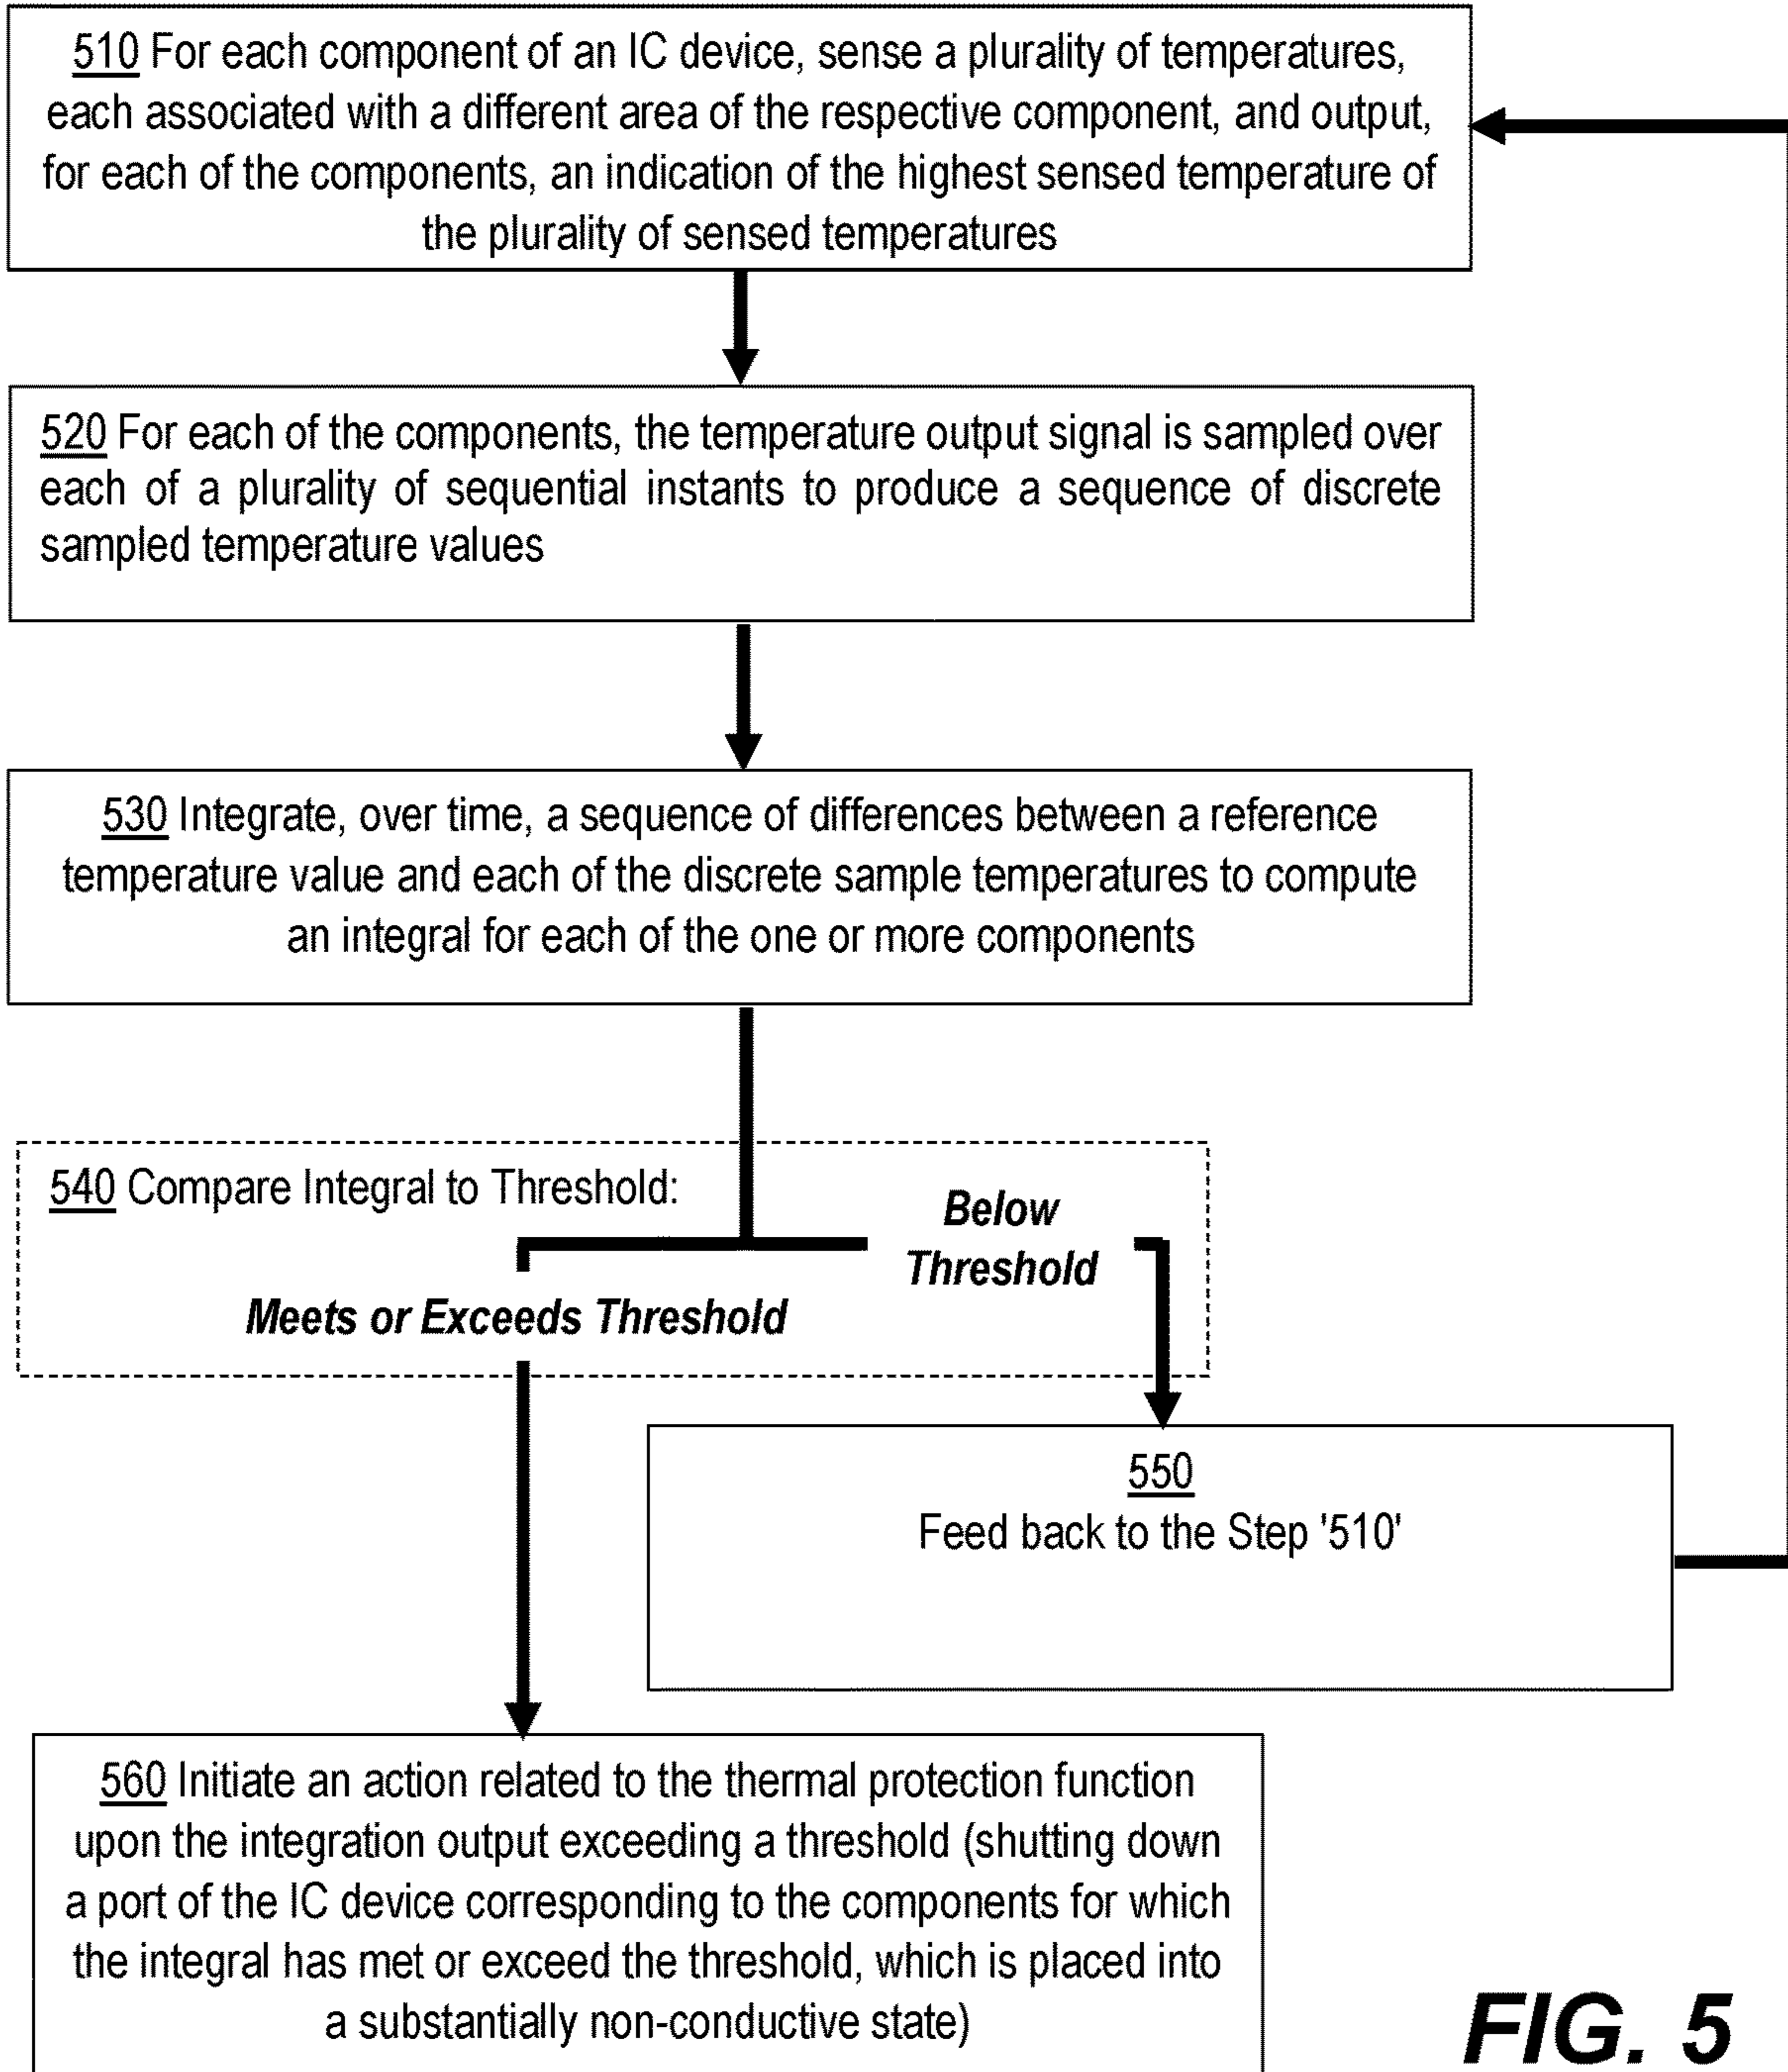 510 For each component of an IC device, sense a plurality of temperatures,
each associated with a different area of the respective component, and output,
for each of the components, an indication of the highest sensed temperature of
the plurality of sensed temperatures
520 For each of the components, the temperature output signal is sampled over
each of a plurality of sequential instants to produce a sequence of discrete
sampled temperature values
530 Integrate, over time, a sequence of differences between a reference
temperature value and each of the discrete sample temperatures to compute
an integral for each of the one or more components
540 Compare Integral to Threshold:
Below
Threshold
Meets or Exceeds Threshold
550
Feed back to the Step '510'
560 Initiate an action related to the thermal protection function
upon the integration output exceeding a threshold (shutting down
a port of the IC device corresponding to the components for which
the integral has met or exceed the threshold, which is placed into
a substantially non-conductive state)
FIG. 5